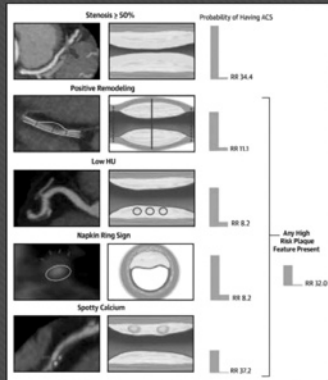 Stenosis ≥ 50%
Probability of Having ACS
RR 34.4
Positive Remodeling
RR 11.1
Low HU
RR 8.2
Napkin Ring Sign
Any High
Risk Plaque
Feature Present
RR 32.0
RR 8.2
Spotty Calcium
RR 37.2